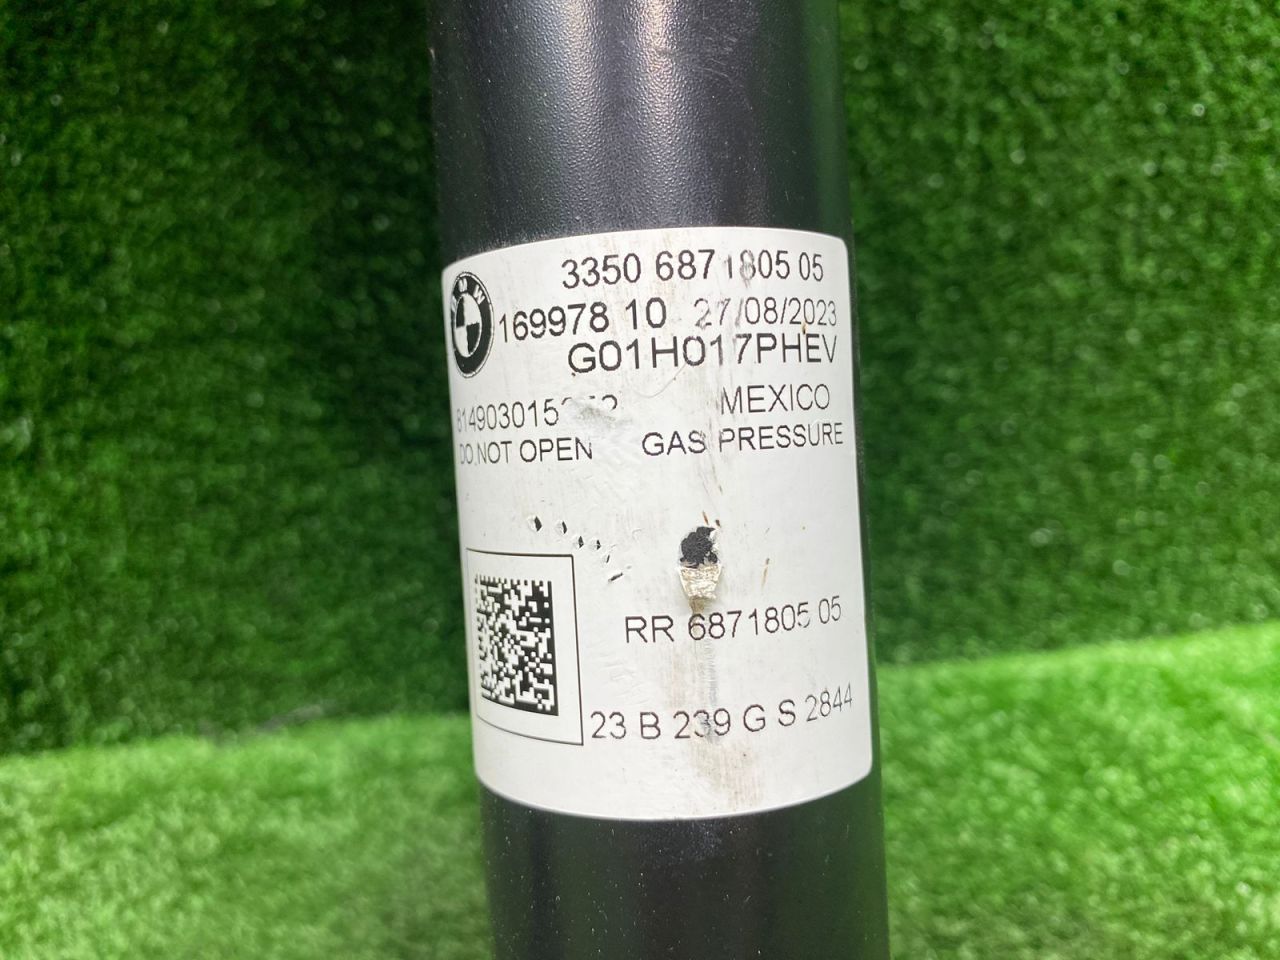 3350 6871805 05
BMW
169978 10 27/08/2023
G01H017PHEV
MEXICO
DO NOT OPEN GAS PRESSURE
RR 6871805 05
23 B 239 G S 2844